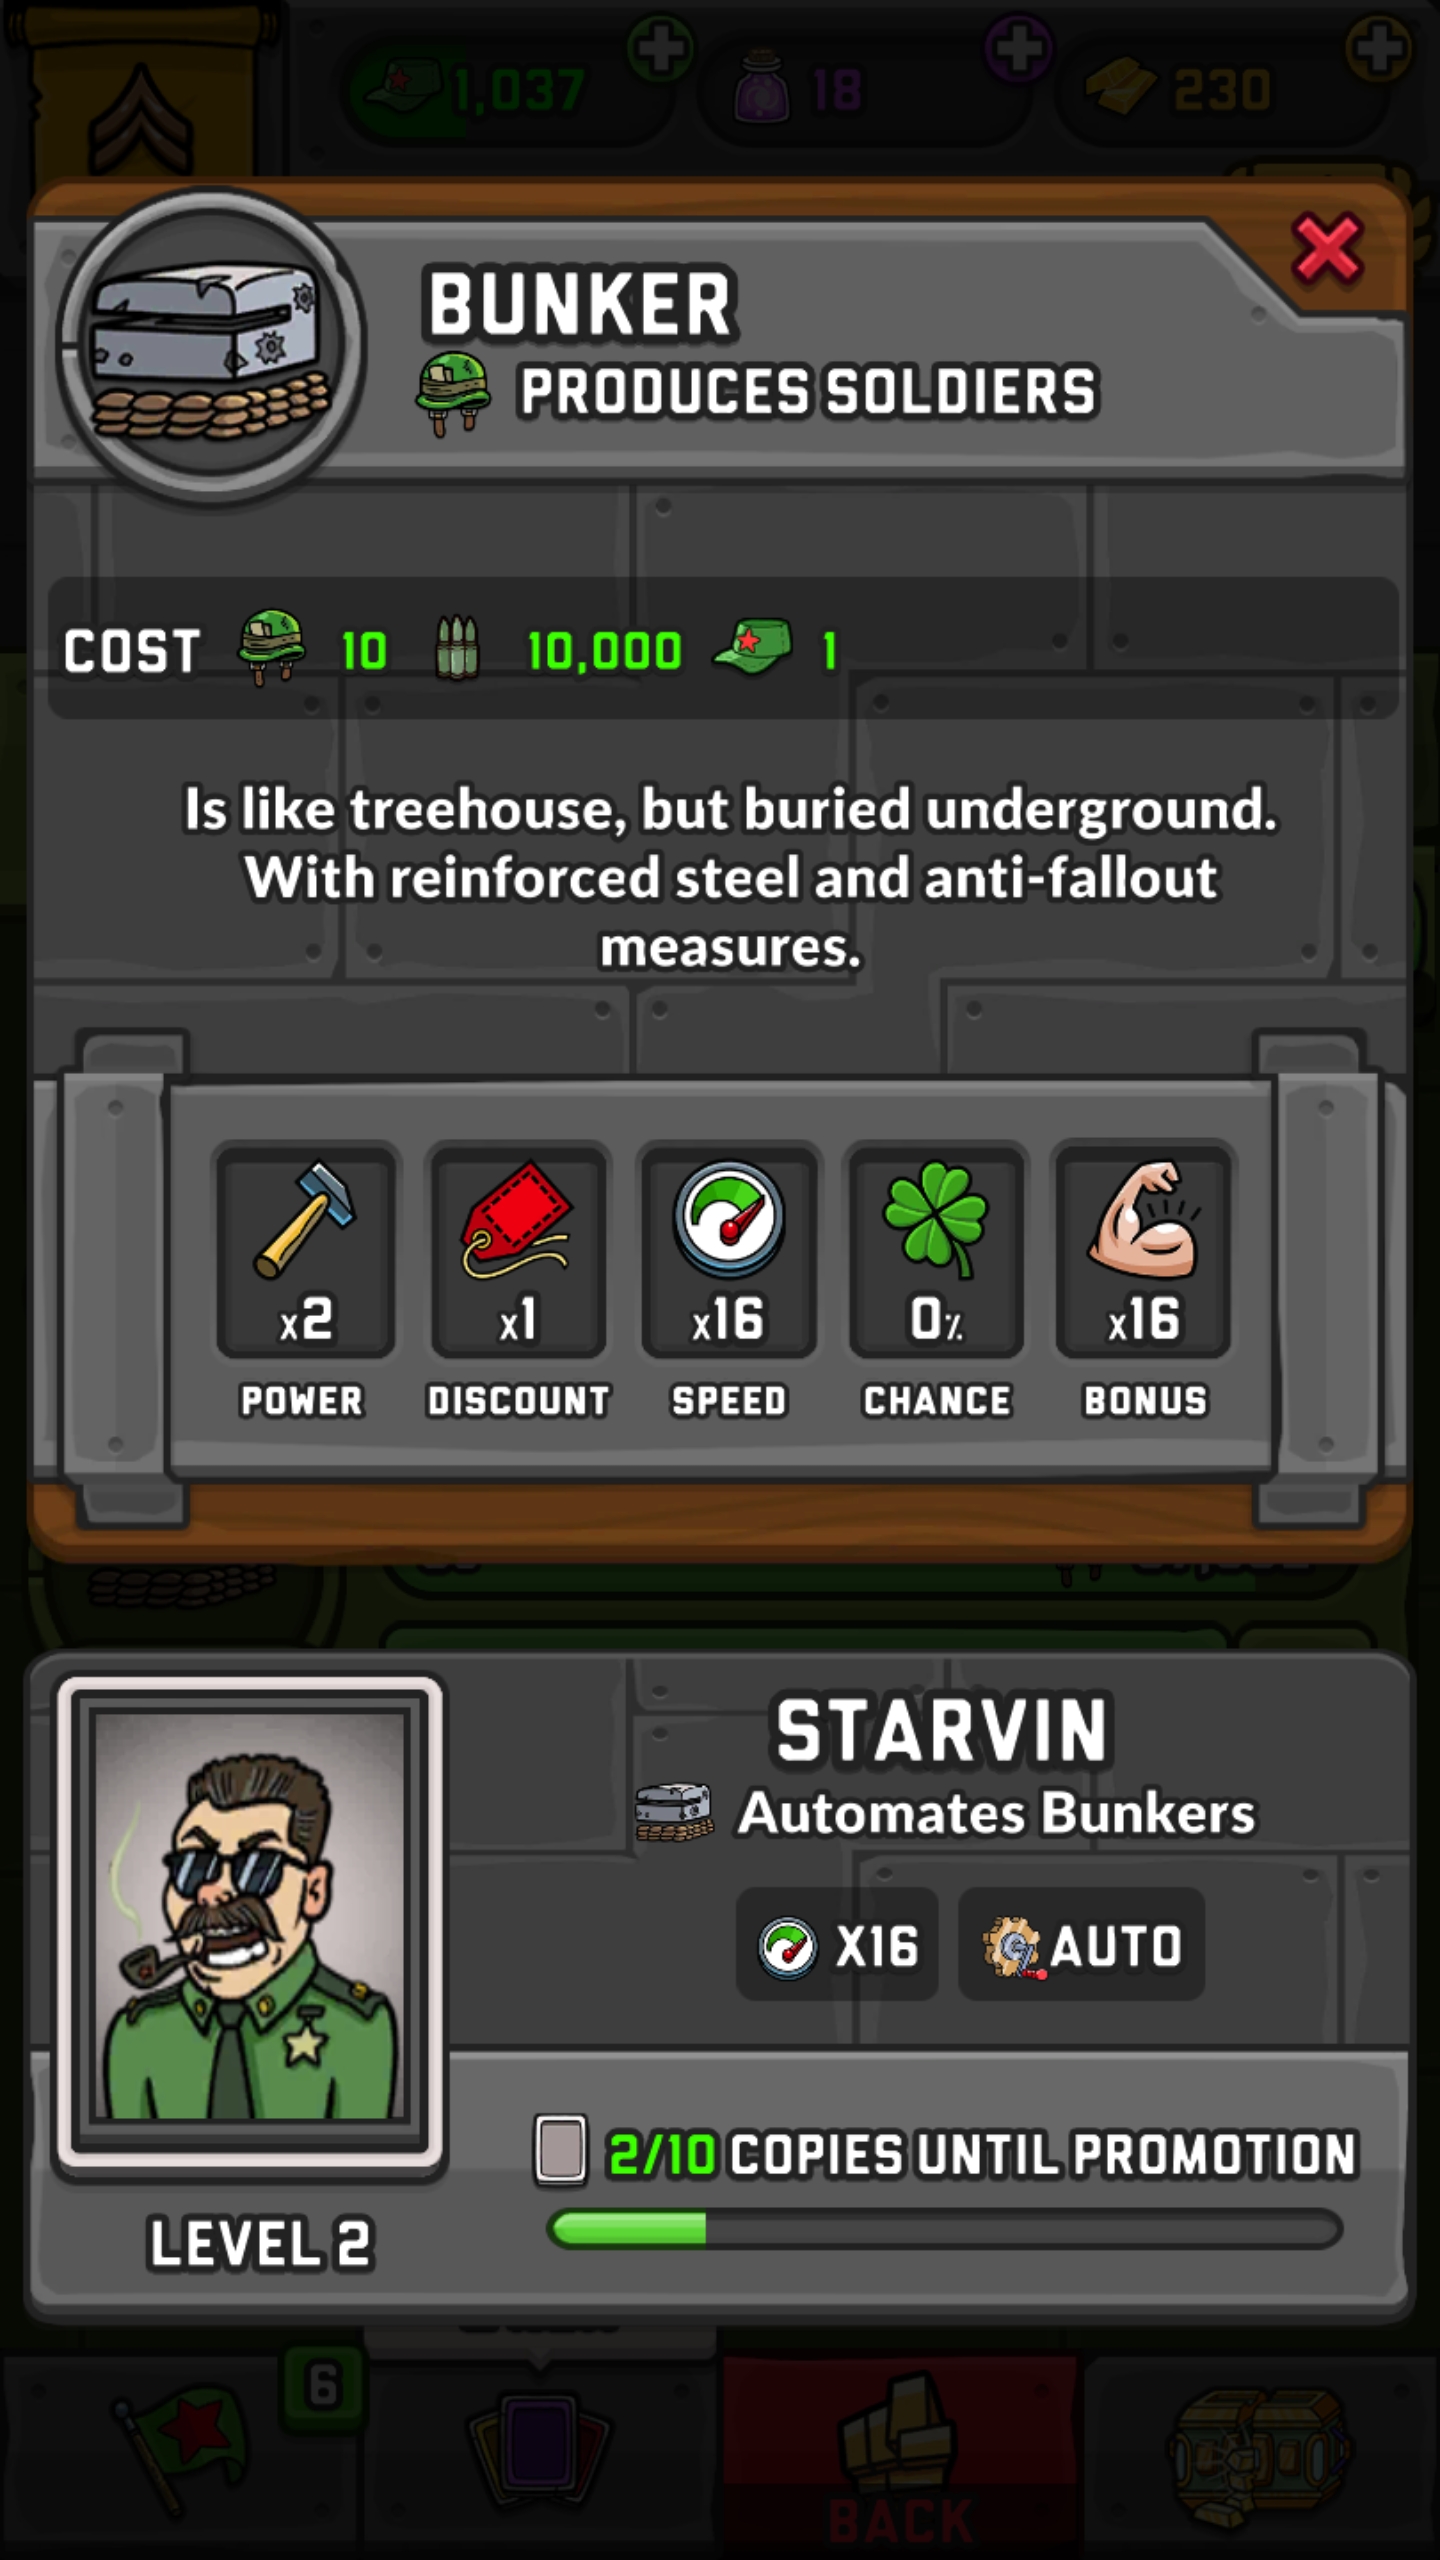 1,037
18
230
BUNKER
PRODUCES SOLDIERS
COST 10 10,000 1
Is like treehouse, but buried underground.
With reinforced steel and anti-fallout
measures.
x2 x1 x16 0% x16
POWER DISCOUNT SPEED CHANCE BONUS
STARVIN
Automates Bunkers
X16 AUTO
2/10 COPIES UNTIL PROMOTION
LEVEL 2
6
BACK